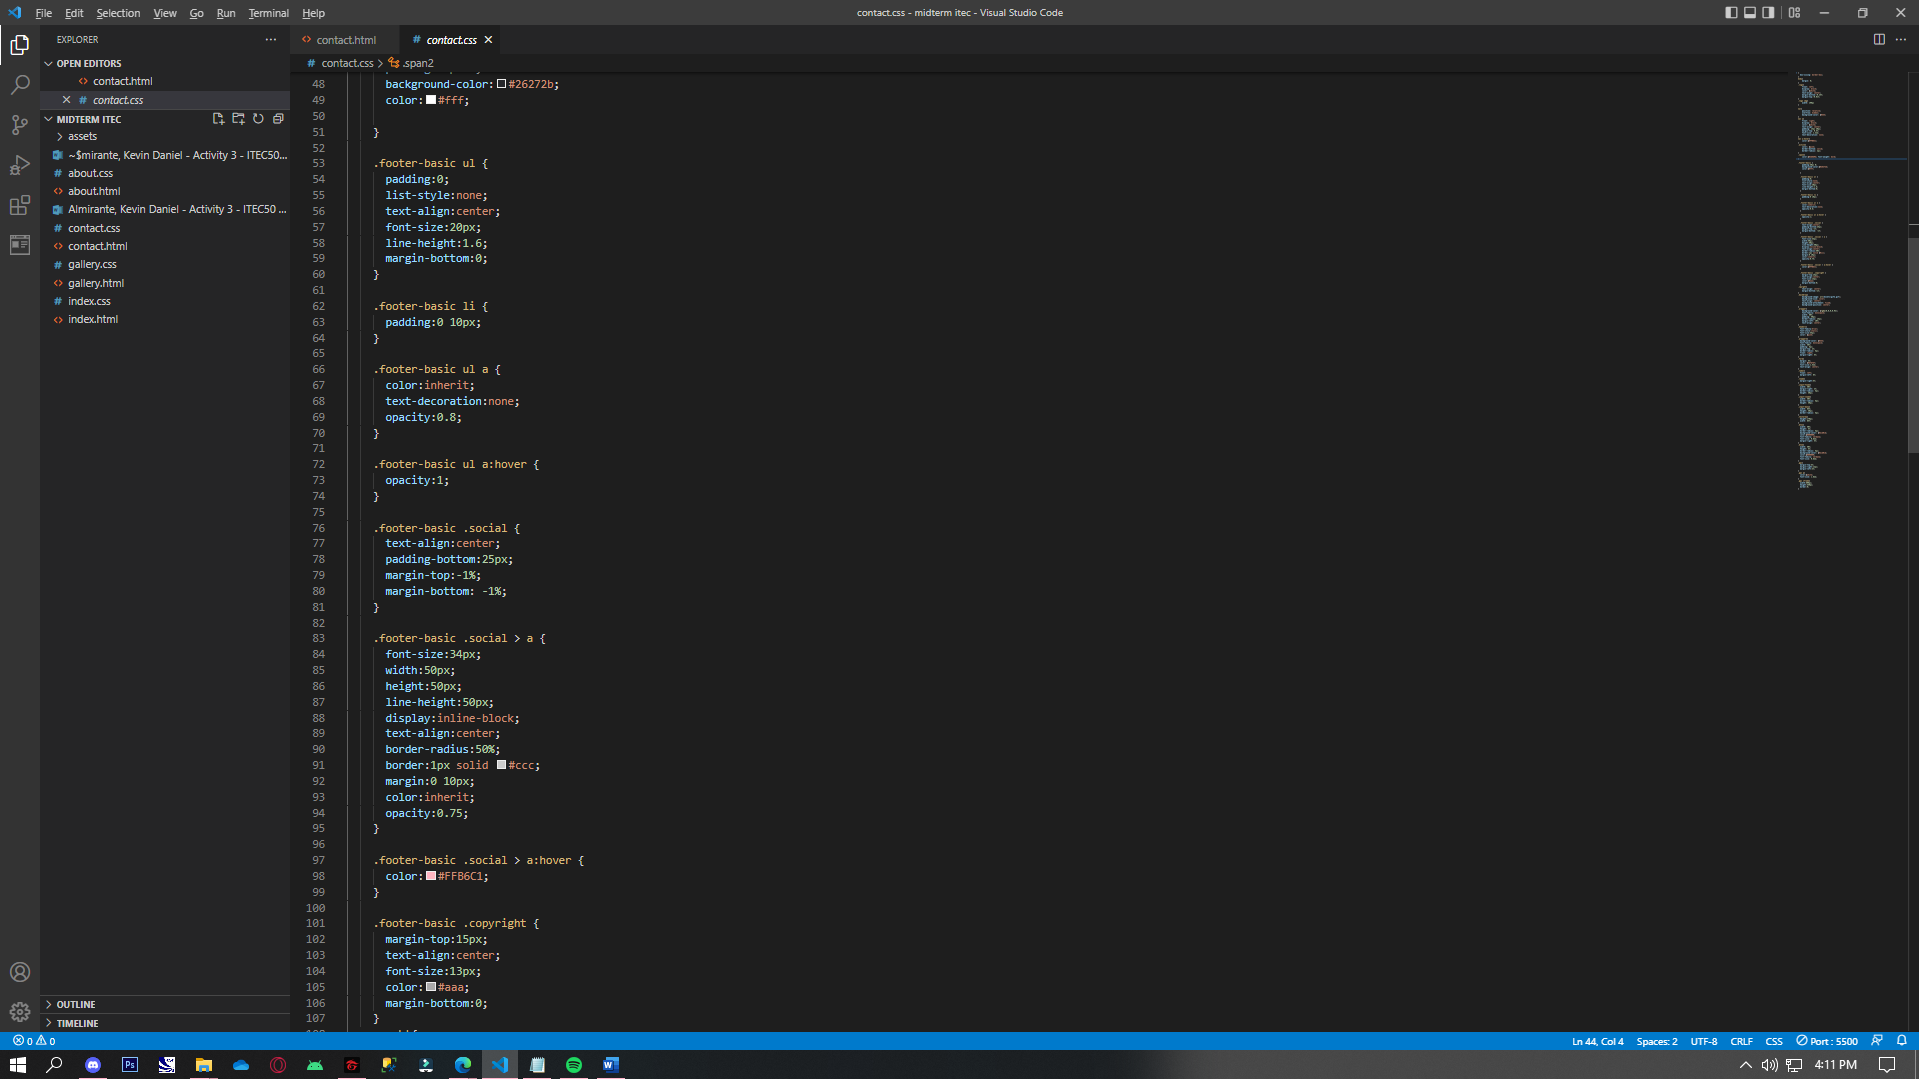 File Edit Selection View Go Run Terminal Help
contact.css - midterm itec - Visual Studio Code
EXPLORER
OPEN EDITORS
contact.html
contact.css
MIDTERM ITEC
assets
~$mirante, Kevin Daniel - Activity 3 - ITEC50...
about.css
about.html
Almirante, Kevin Daniel - Activity 3 - ITEC50 ...
contact.css
contact.html
gallery.css
gallery.html
index.css
index.html
OUTLINE
TIMELINE
contact.html
# contact.css
# contact.css > .span2
48 background-color: #26272b;
49 color: #fff;
50
51 }
52
53 .footer-basic ul {
54 padding:0;
55 list-style:none;
56 text-align:center;
57 font-size:20px;
58 line-height:1.6;
59 margin-bottom:0;
60 }
61
62 .footer-basic li {
63 padding:0 10px;
64 }
65
66 .footer-basic ul a {
67 color:inherit;
68 text-decoration:none;
69 opacity:0.8;
70 }
71
72 .footer-basic ul a:hover {
73 opacity:1;
74 }
75
76 .footer-basic .social {
77 text-align:center;
78 padding-bottom:25px;
79 margin-top:-1%;
80 margin-bottom: -1%;
81 }
82
83 .footer-basic .social > a {
84 font-size:34px;
85 width:50px;
86 height:50px;
87 line-height:50px;
88 display:inline-block;
89 text-align:center;
90 border-radius:50%;
91 border:1px solid #ccc;
92 margin:0 10px;
93 color:inherit;
94 opacity:0.75;
95 }
96
97 .footer-basic .social > a:hover {
98 color:#FFB6C1;
99 }
100
101 .footer-basic .copyright {
102 margin-top:15px;
103 text-align:center;
104 font-size:13px;
105 color:#aaa;
106 margin-bottom:0;
107 }
0 0
Ln 44, Col 4 Spaces: 2 UTF-8 CRLF CSS Port : 5500
Ps
4:11 PM